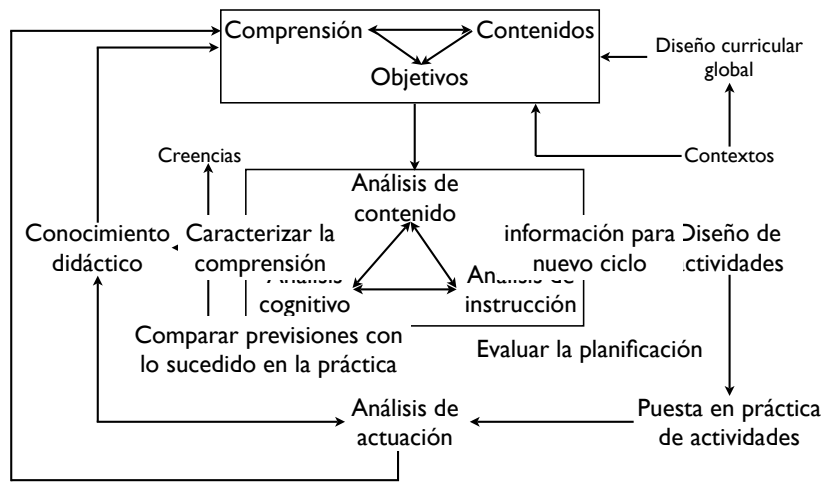 Comprensión
Contenidos
Objetivos
Diseño curricular
global
Creencias
Contextos
Análisis de
contenido
Conocimiento
didáctico
Caracterizar la
comprensión
información para
nuevo ciclo
Diseño de
ctividades
cognitivo
instrucción
Comparar previsiones con
lo sucedido en la práctica
Evaluar la planificación
Análisis de
actuación
Puesta en práctica
de actividades